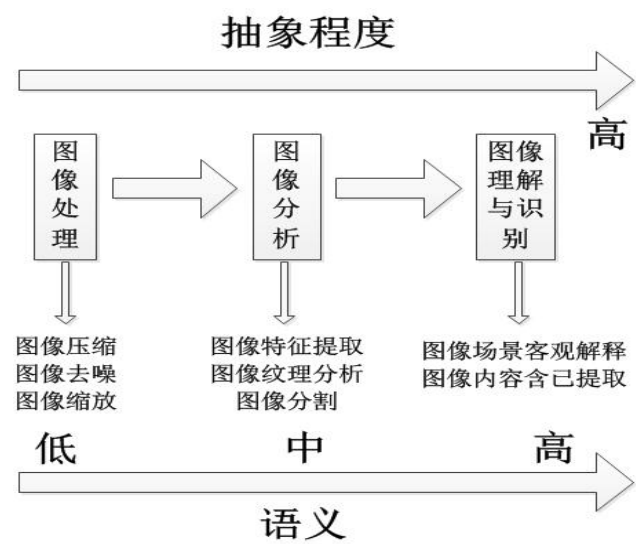 抽象程度
高
图
像
处
理
图
像
分
析
图像
理解
与识
别
图像压缩
图像去噪
图像缩放
图像特征提取
图像纹理分析
图像分割
图像场景客观解释
图像内容含已提取
低
中
高
语义